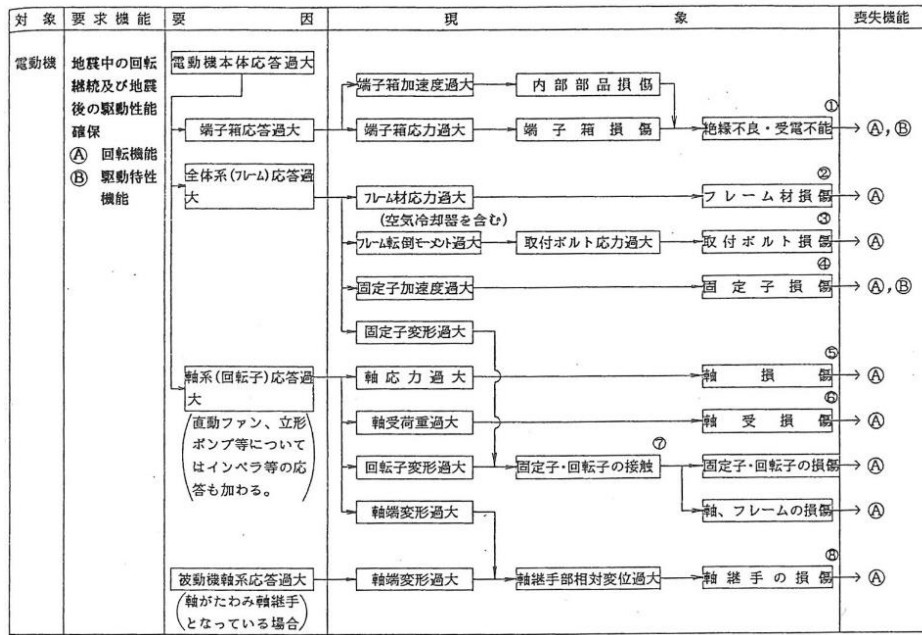 対象 要求機能 要因 現象 喪失機能
電動機
地震中の回転
継続及び地震
後の駆動性能
確保
Ⓐ 回転機能
Ⓑ 駆動特性
機能
電動機本体応答過大
端子箱加速度過大 内部部品損傷
①
端子箱応答過大 端子箱応力過大 端子箱損傷 絶縁不良・受電不能 Ⓐ,Ⓑ
全体系(フレーム)応答過
大
②
フレーム材応力過大 フレーム材損傷 Ⓐ
(空気冷却器を含む)
③
フレーム転倒モーメント過大 取付ボルト応力過大 取付ボルト損傷 Ⓐ
④
固定子加速度過大 固定子損傷 Ⓐ,Ⓑ
固定子変形過大
⑤
軸系(回転子)応答過
大
軸応力過大 軸損傷 Ⓐ
直動ファン、立形
ポンプ等について
はインペラ等の応
答も加わる。
⑥
軸受荷重過大 軸受損傷 Ⓐ
⑦
回転子変形過大 固定子・回転子の接触 固定子・回転子の損傷 Ⓐ
軸端変形過大 軸、フレームの損傷 Ⓐ
⑧
被動機軸系応答過大 軸端変形過大 軸継手部相対変位過大 軸継手の損傷 Ⓐ
軸がたわみ軸継手
となっている場合